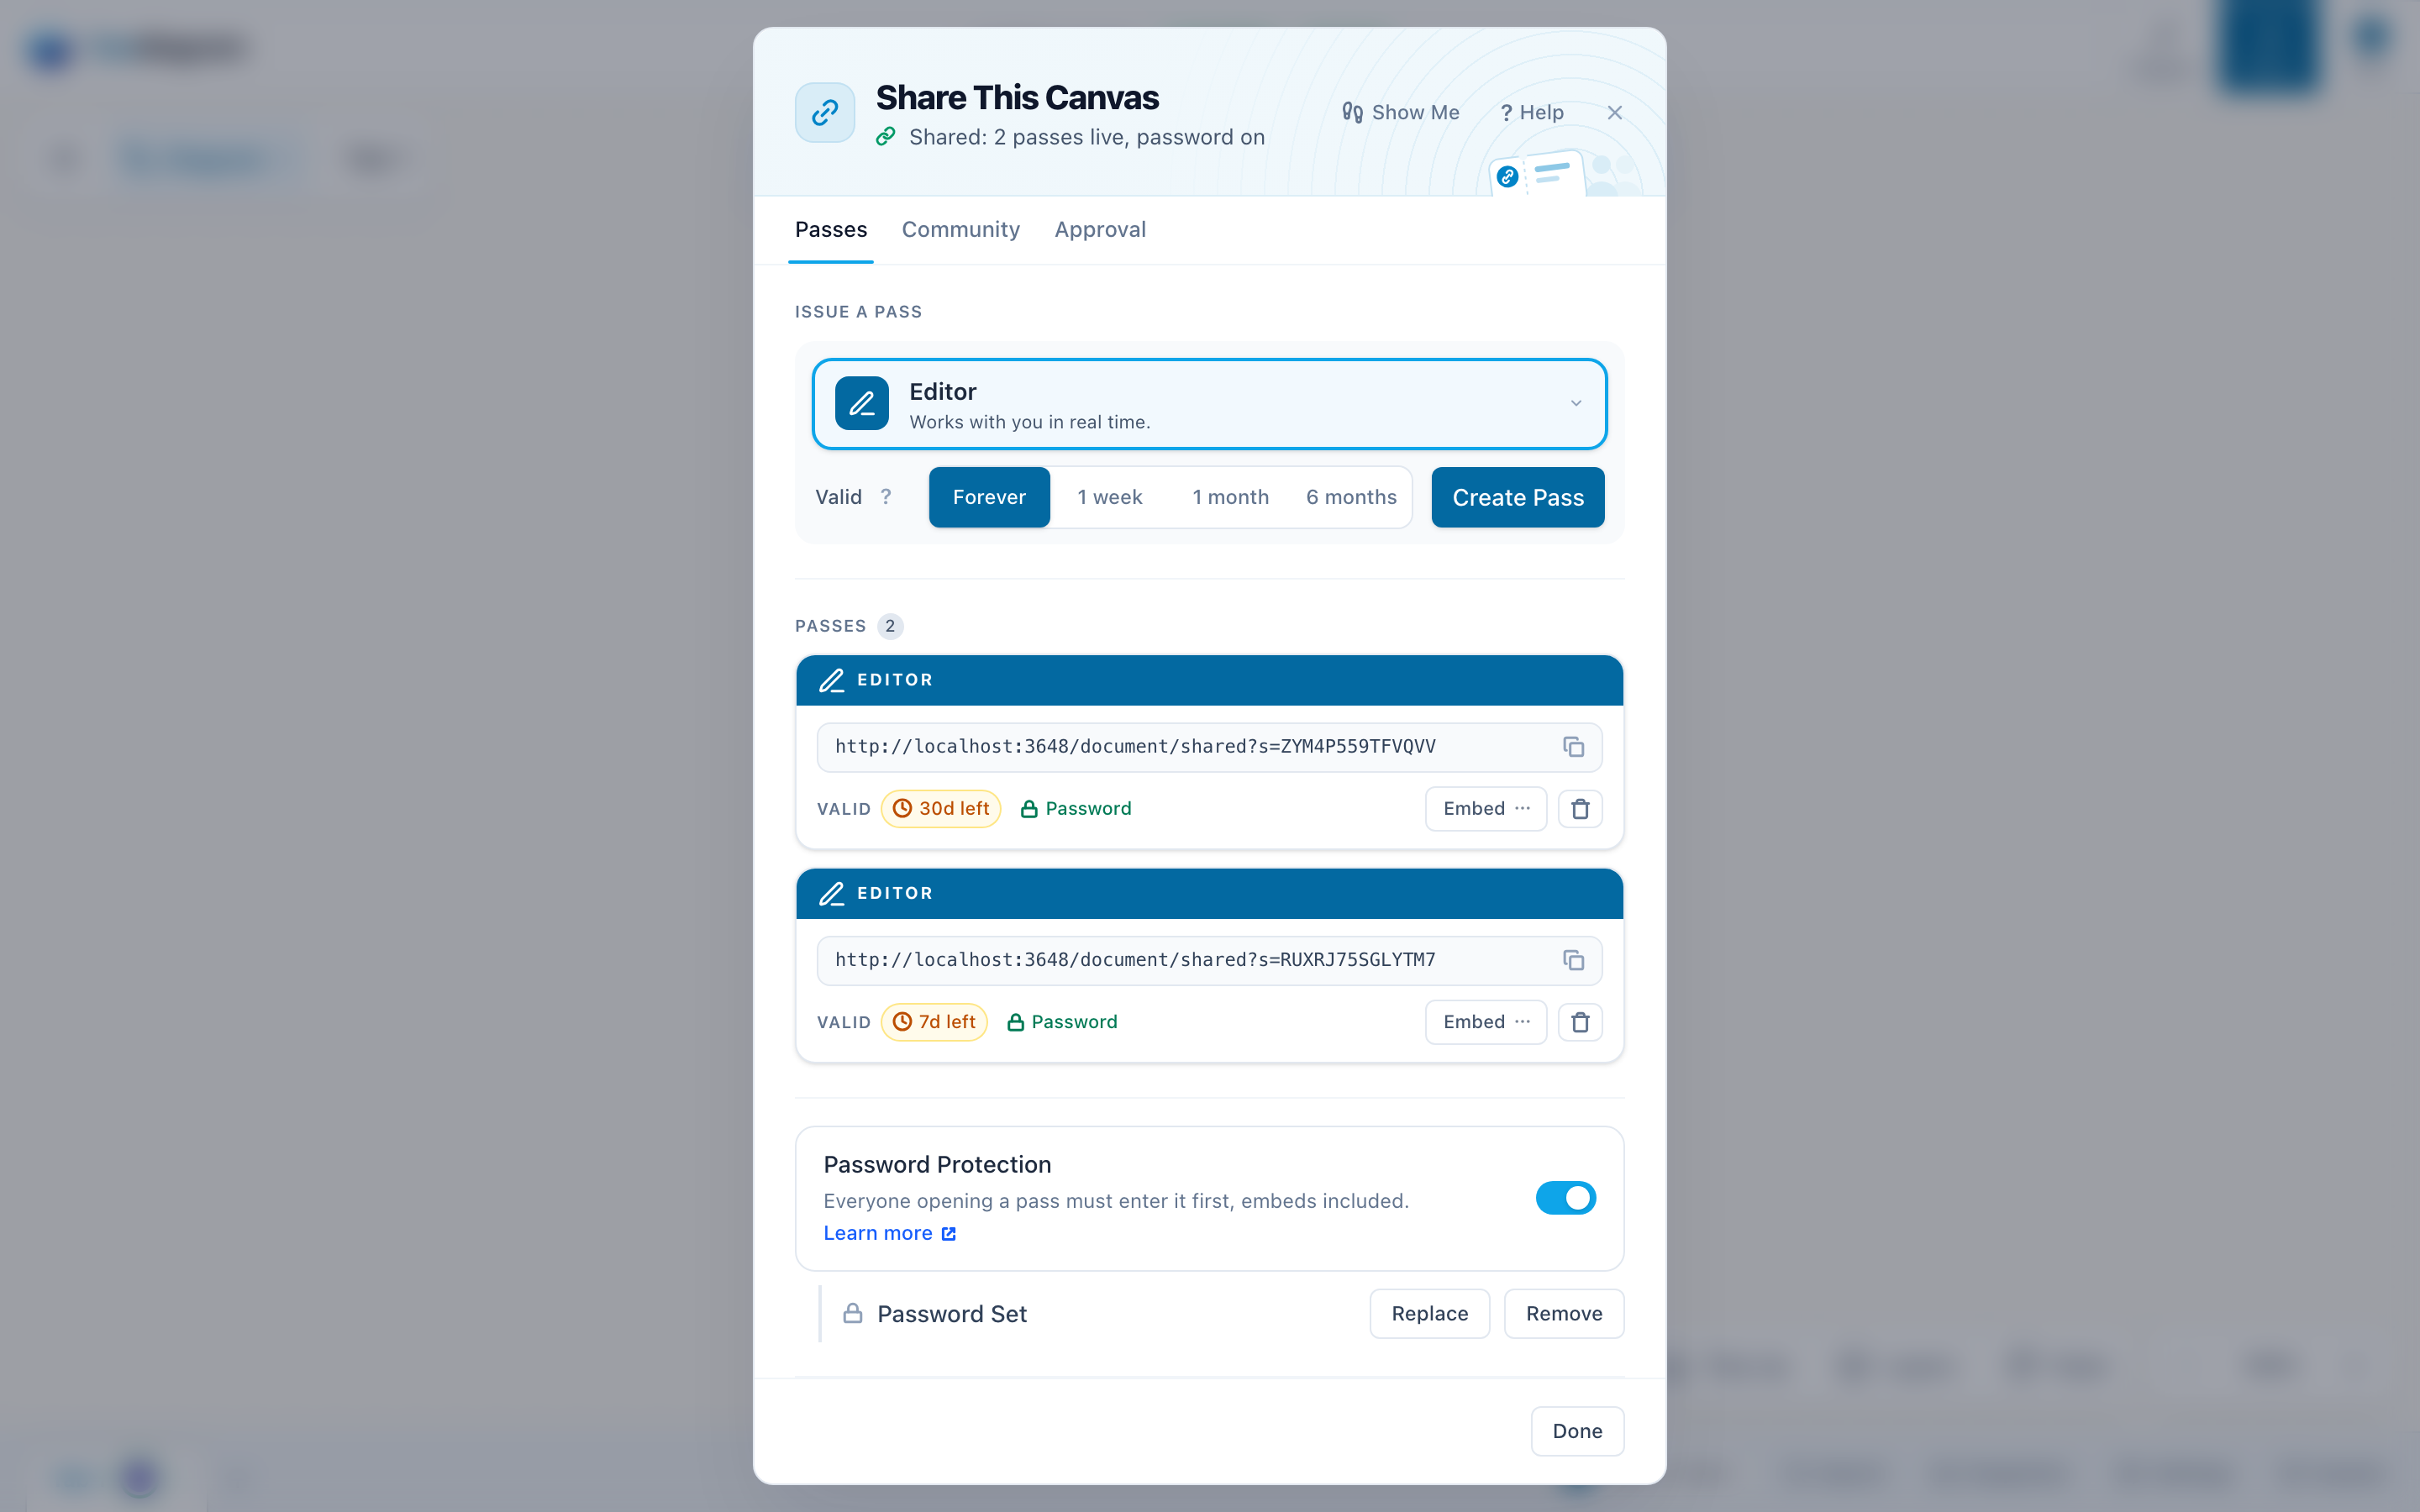 Share This Canvas
Shared: 2 passes live, password on
Show Me
? Help
Passes
Community
Approval
ISSUE A PASS
Editor
Works with you in real time.
Valid ?
Forever
1 week
1 month
6 months
Create Pass
PASSES 2
EDITOR
http://localhost:3648/document/shared?s=ZYM4P559TFVQVV
VALID 30d left Password
Embed ···
EDITOR
http://localhost:3648/document/shared?s=RUXRJ75SGLYTM7
VALID 7d left Password
Embed ···
Password Protection
Everyone opening a pass must enter it first, embeds included.
Learn more
Password Set
Replace
Remove
Done